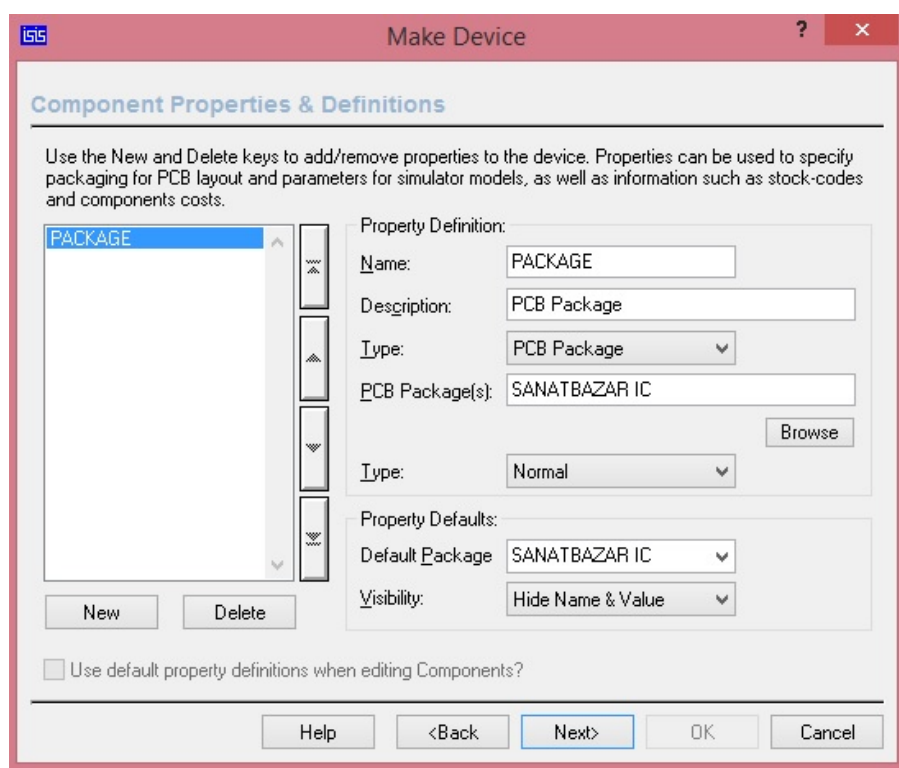 isis
Make Device
?
×
Component Properties & Definitions
Use the New and Delete keys to add/remove properties to the device. Properties can be used to specify
packaging for PCB layout and parameters for simulator models, as well as information such as stock-codes
and components costs.
PACKAGE
Property Definition:
Name: PACKAGE
Description: PCB Package
Type: PCB Package
PCB Package(s): SANATBAZAR IC
Browse
Type: Normal
Property Defaults:
Default Package SANATBAZAR IC
Visibility: Hide Name & Value
New Delete
Use default property definitions when editing Components?
Help <Back Next> OK Cancel